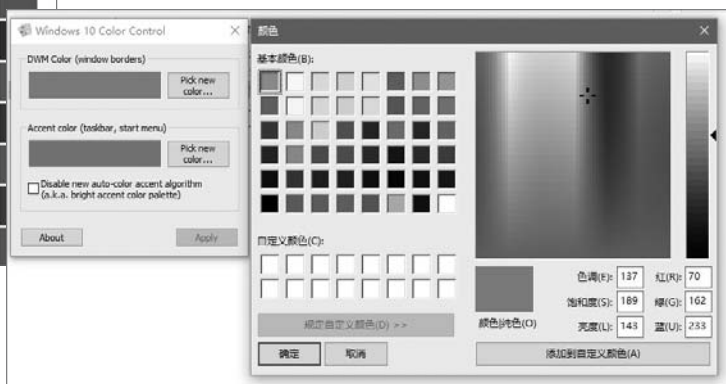 Windows 10 Color Control
DWM Color (window borders)
Pick new
color...
Accent color (taskbar, start menu)
Pick new
color...
Disable new auto-color accent algorithm
(a.k.a. bright accent color palette)
About
Apply
颜色
基本颜色(B):
自定义颜色(C):
规定自定义颜色(D) >>
确定
取消
颜色|纯色(O)
色调(E): 137
红(R): 70
饱和度(S): 189
绿(G): 162
亮度(L): 143
蓝(U): 233
添加到自定义颜色(A)